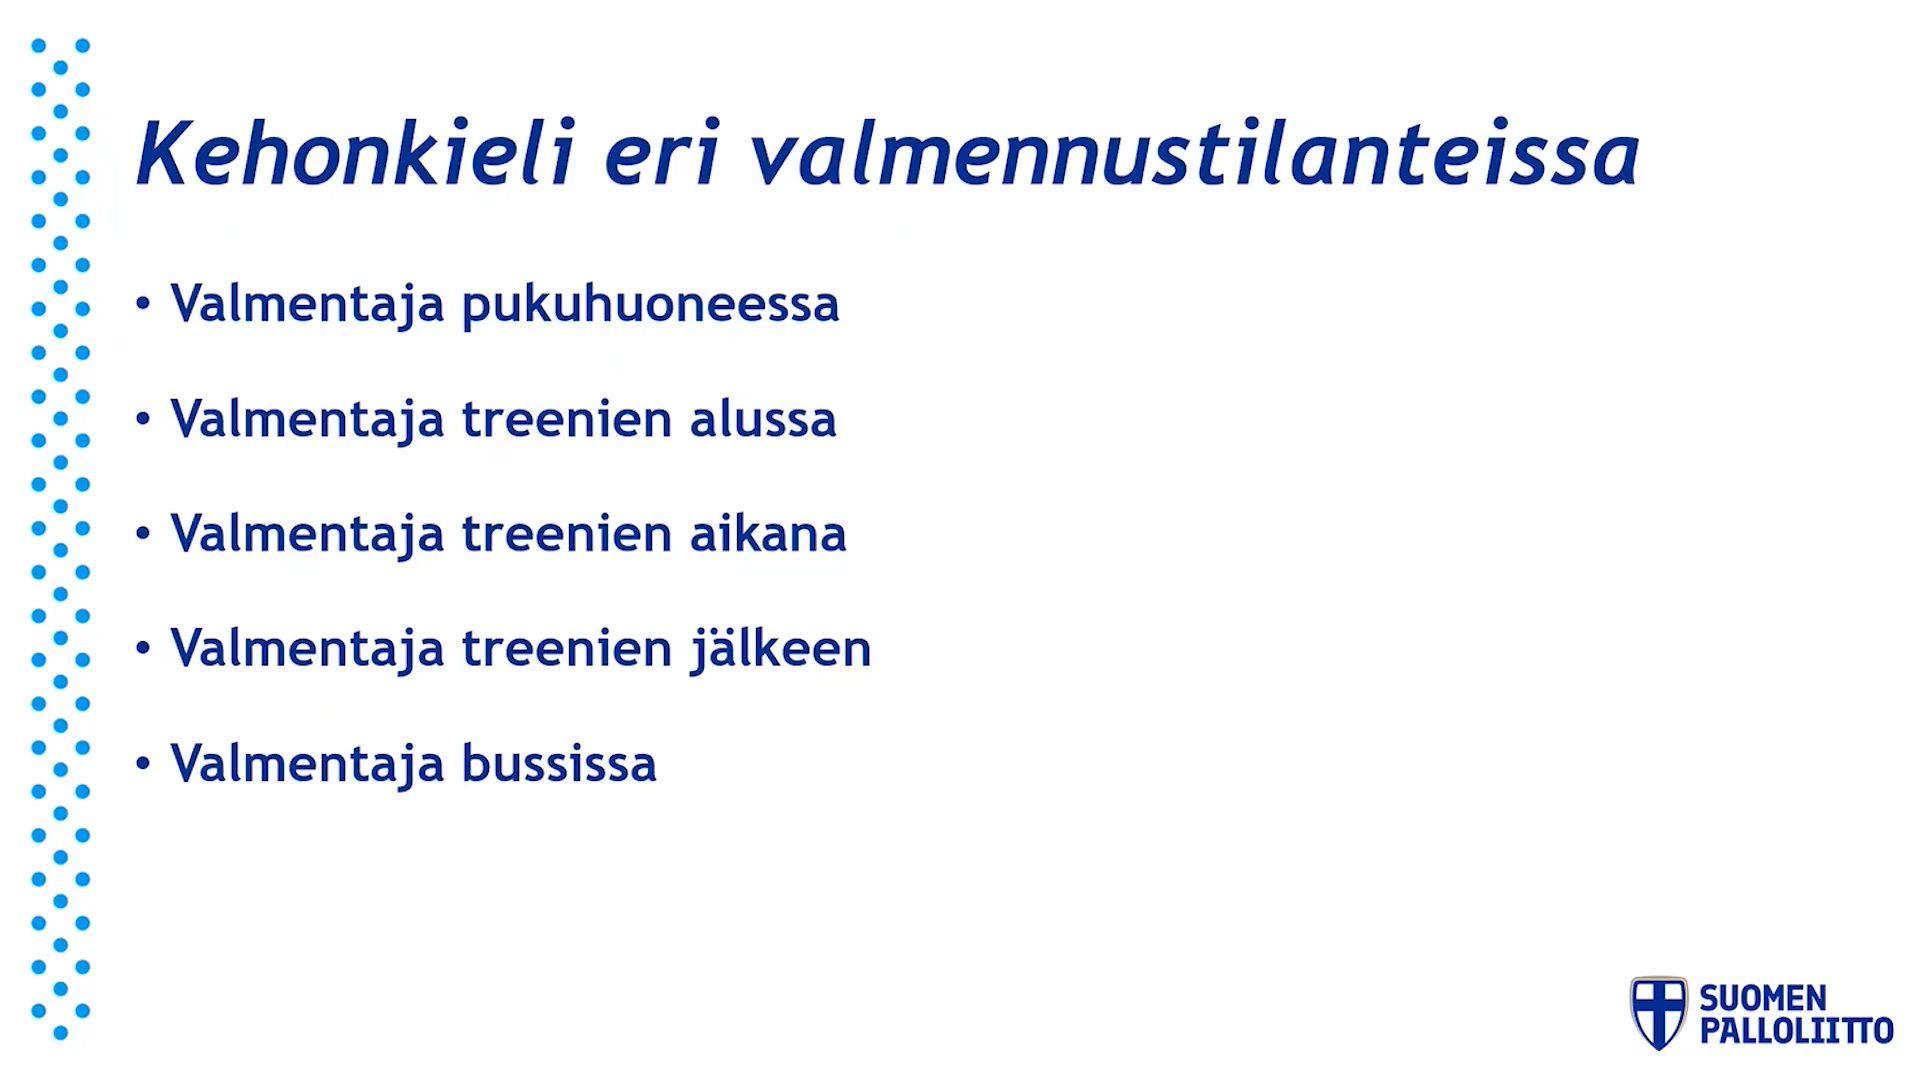 Kehonkieli eri valmennustilanteissa
• Valmentaja pukuhuoneessa
• Valmentaja treenien alussa
• Valmentaja treenien aikana
• Valmentaja treenien jälkeen
• Valmentaja bussissa
SUOMEN
PALLOLIITTO